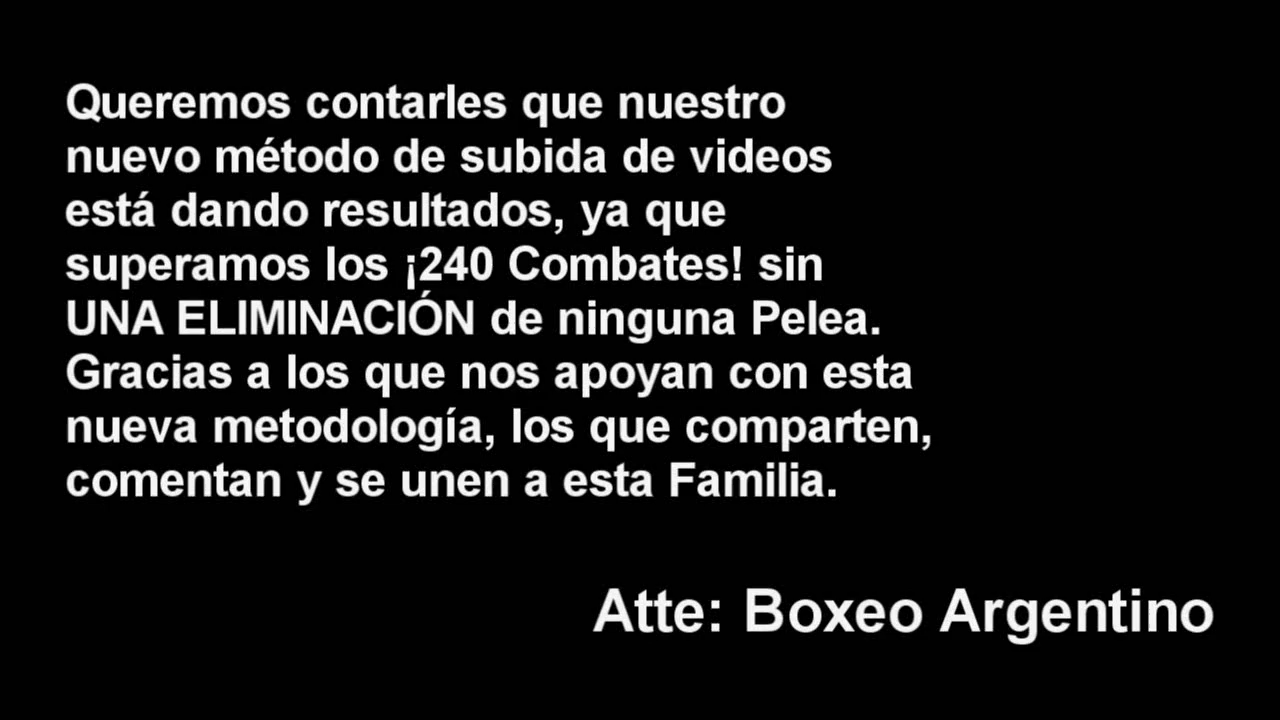 Queremos contarles que nuestro
nuevo método de subida de videos
está dando resultados, ya que
superamos los ¡240 Combates! sin
UNA ELIMINACIÓN de ninguna Pelea.
Gracias a los que nos apoyan con esta
nueva metodología, los que comparten,
comentan y se unen a esta Familia.
Atte: Boxeo Argentino